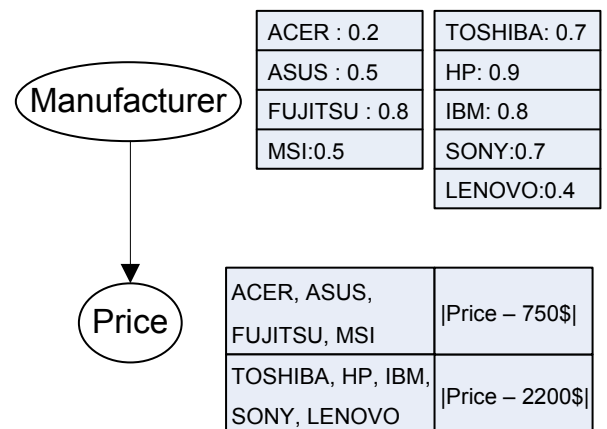 ACER : 0.2
ASUS : 0.5
FUJITSU : 0.8
MSI:0.5
TOSHIBA: 0.7
HP: 0.9
IBM: 0.8
SONY:0.7
LENOVO:0.4
Manufacturer
Price
ACER, ASUS,
FUJITSU, MSI
|Price – 750$|
TOSHIBA, HP, IBM,
SONY, LENOVO
|Price – 2200$|